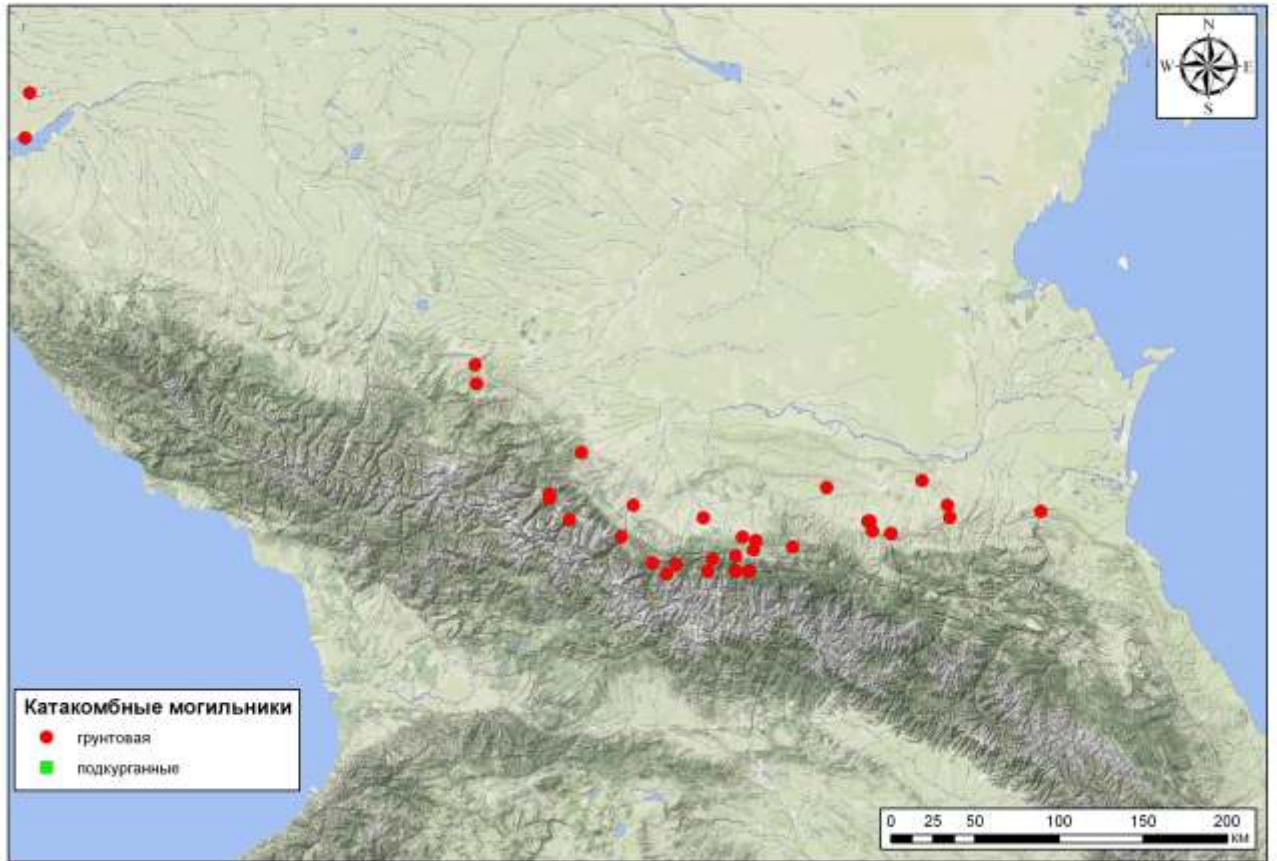 N
W E
S
Катакомбные могильники
грунтовая
подкурганные
0 25 50 100 150 200
КМ